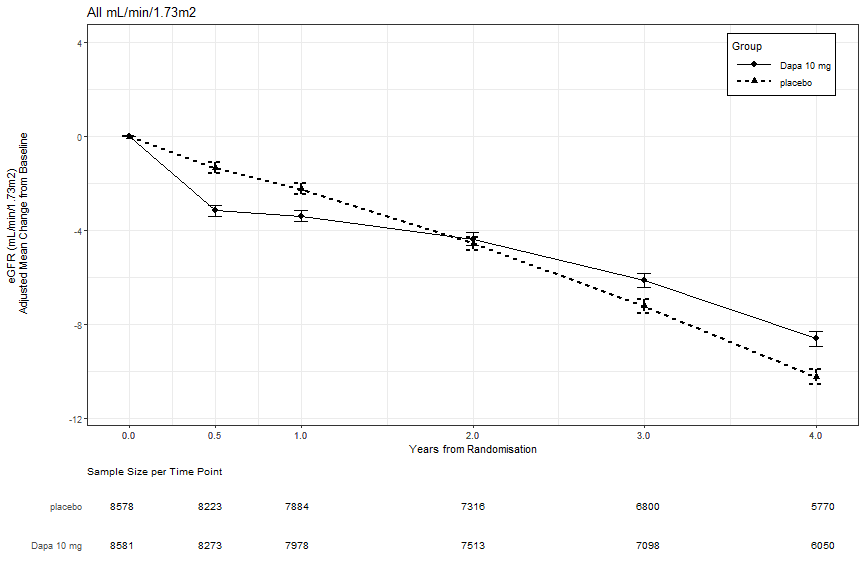 All mL/min/1.73m2
Group
Dapa 10 mg
placebo
eGFR (mL/min/1.73m2)
Adjusted Mean Change from Baseline
4
0
-4
-8
-12
0.0 0.5 1.0 2.0 3.0 4.0
Years from Randomisation
Sample Size per Time Point
placebo 8578 8223 7884 7316 6800 5770
Dapa 10 mg 8581 8273 7978 7513 7098 6050